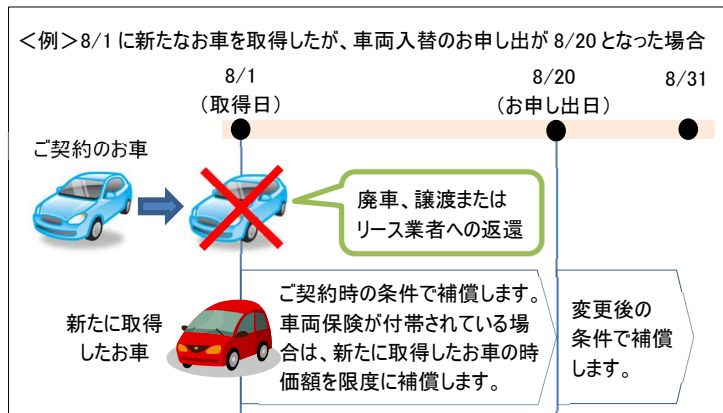 ＜例＞8/1 に新たなお車を取得したが、車両入替のお申し出が 8/20 となった場合
8/1
（取得日）
8/20
（お申し出日）
8/31
ご契約のお車
廃車、譲渡または
リース業者への返還
新たに取得
したお車
ご契約時の条件で補償します。
車両保険が付帯されている場
合は、新たに取得したお車の時
価額を限度に補償します。
変更後の
条件で補償
します。